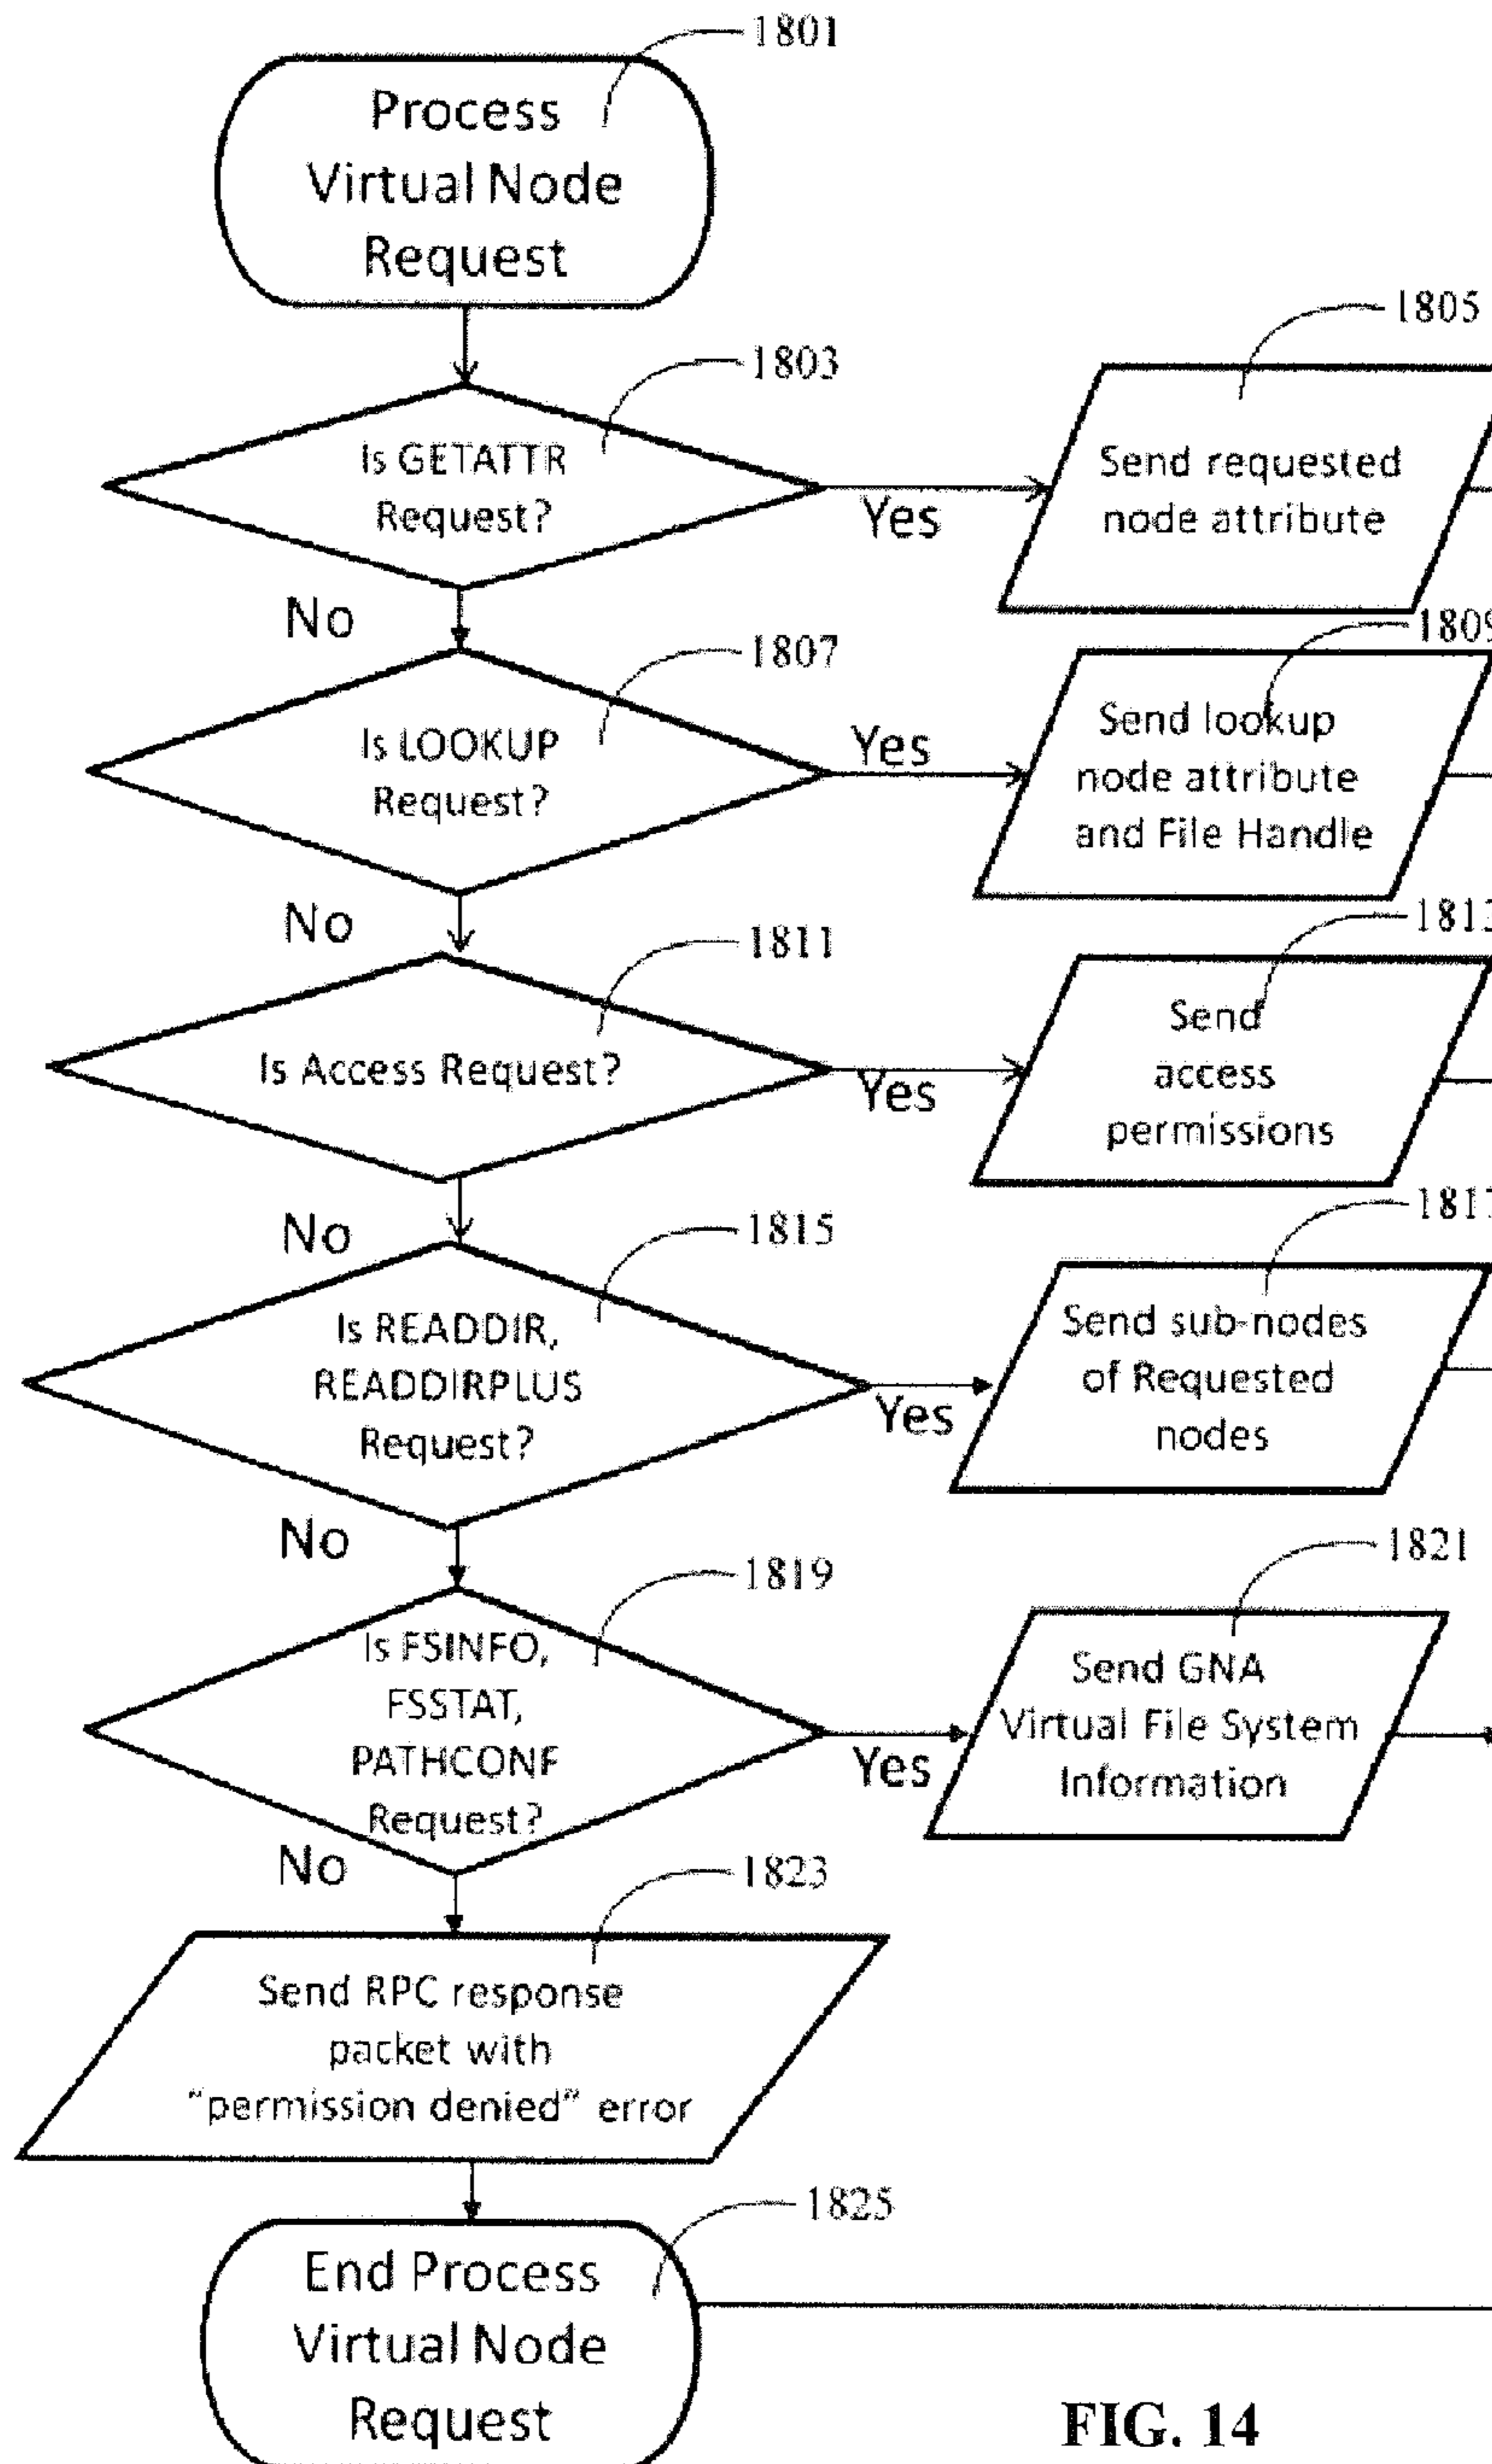 1801
Process
Virtual Node
Request
1803
1805
Is GETATTR
Request?
Yes
Send requested
node attribute
No
1807
1809
Is LOOKUP
Request?
Yes
Send lookup
node attribute
and File Handle
No
1811
1813
Is Access Request?
Yes
Send
access
permissions
No
1815
1817
Is READDIR,
READDIRPLUS
Request?
Yes
Send sub-nodes
of Requested
nodes
No
1819
1821
Is FSINFO,
FSSTAT,
PATHCONF
Request?
Yes
Send GNA
Virtual File System
Information
No
1823
Send RPC response
packet with
“permission denied” error
1825
End Process
Virtual Node
Request
FIG. 14